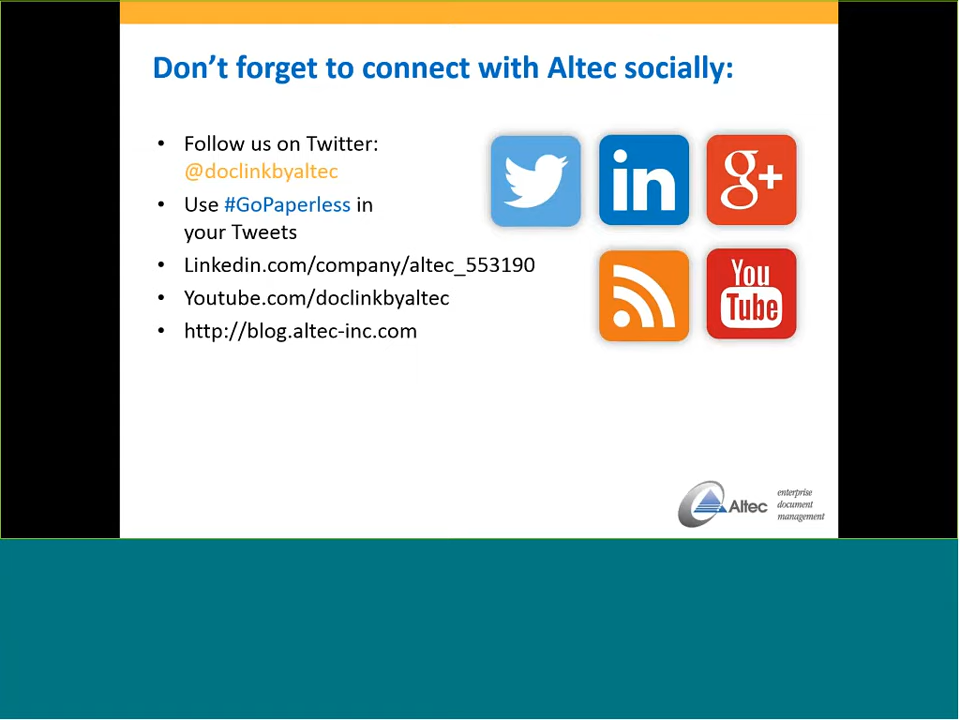 Don't forget to connect with Altec socially:
• Follow us on Twitter:
@doclinkbyaltec
• Use #GoPaperless in
your Tweets
• Linkedin.com/company/altec_553190
• Youtube.com/doclinkbyaltec
• http://blog.altec-inc.com
in
g+
You
Tube
Altec
enterprise
document
management